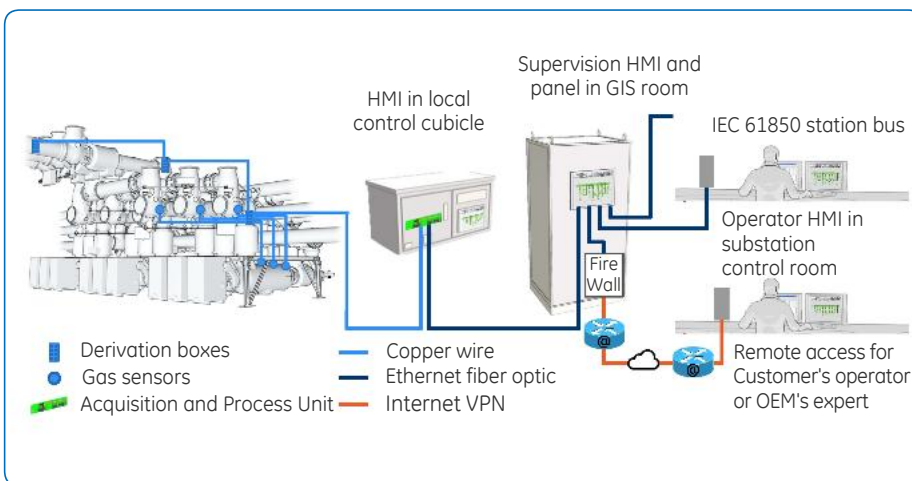 Supervision HMI and
panel in GIS room
HMI in local
control cubicle
IEC 61850 station bus
Operator HMI in
substation
control room
Fire
Wall
@
@
Remote access for
Customer's operator
or OEM's expert
Derivation boxes
Gas sensors
Acquisition and Process Unit
Copper wire
Ethernet fiber optic
Internet VPN